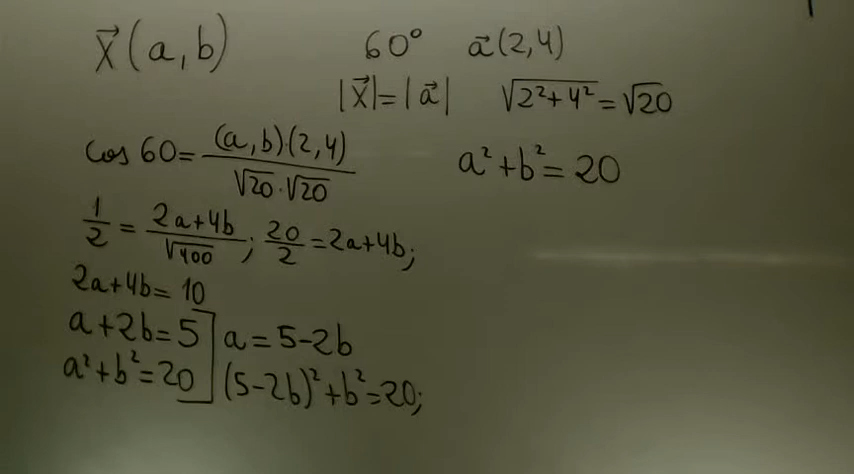 x⃗(a,b) 60° a⃗(2,4)
|x⃗|=|a⃗| √(2²+4²)=√20
cos 60=(a,b)(2,4)/(√20·√20) a²+b²=20
1/2=(2a+4b)/√400; 20/2=2a+4b;
2a+4b=10
a+2b=5] a=5-2b
a²+b²=20] (5-2b)²+b²=20;